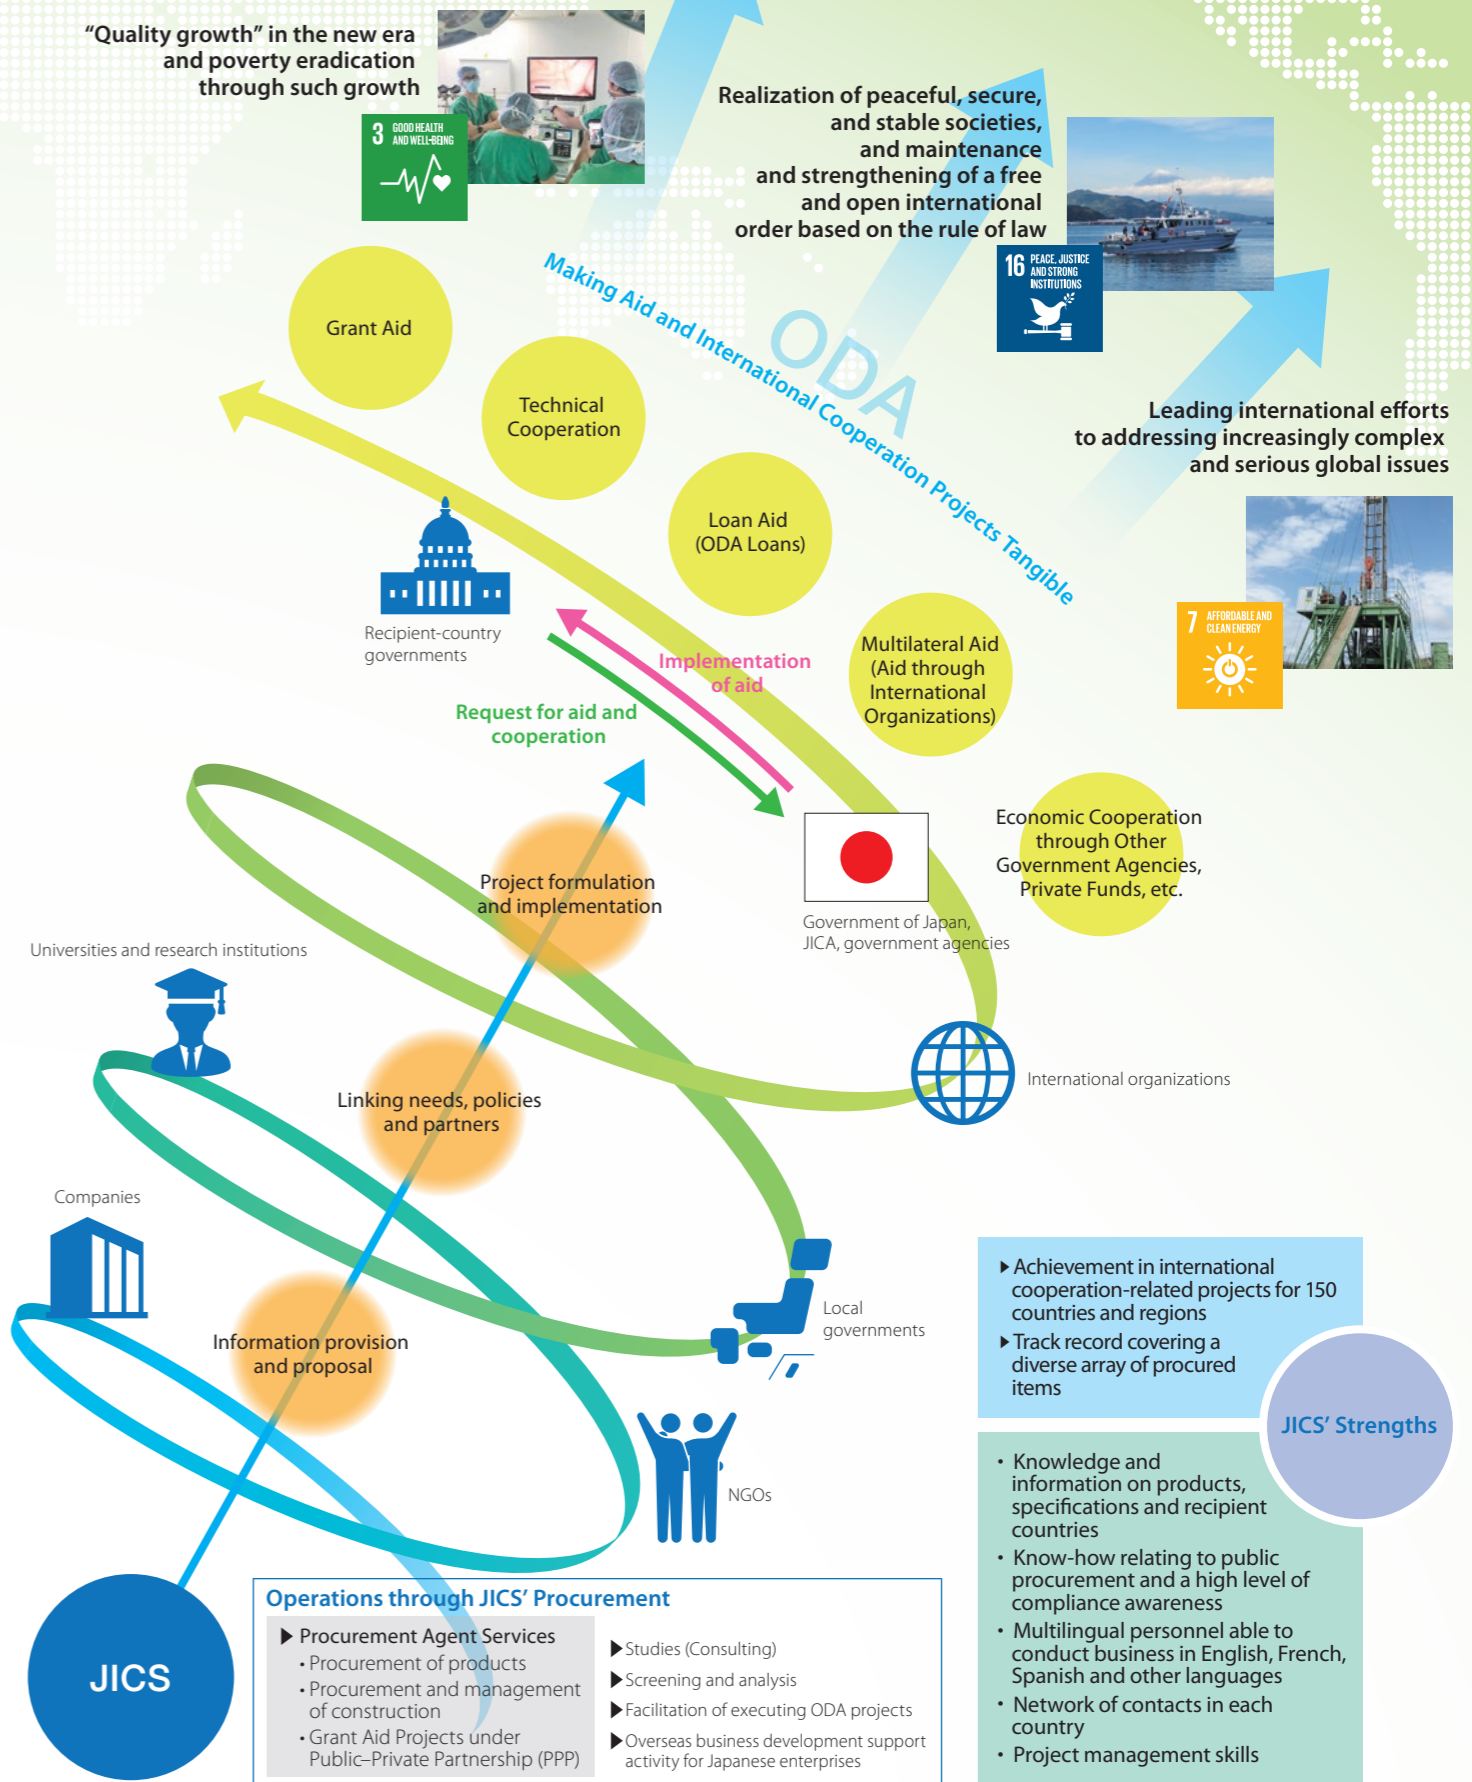 “Quality growth” in the new era
and poverty eradication
through such growth
3 GOOD HEALTH
AND WELL-BEING
Realization of peaceful, secure,
and stable societies,
and maintenance
and strengthening of a free
and open international
order based on the rule of law
16 PEACE, JUSTICE
AND STRONG
INSTITUTIONS
Making Aid and International Cooperation Projects Tangible
ODA
Leading international efforts
to addressing increasingly complex
and serious global issues
7 AFFORDABLE AND
CLEAN ENERGY
Grant Aid
Technical
Cooperation
Loan Aid
(ODA Loans)
Multilateral Aid
(Aid through
International
Organizations)
Economic Cooperation
through Other
Government Agencies,
Private Funds, etc.
Recipient-country
governments
Implementation
of aid
Request for aid and
cooperation
Government of Japan,
JICA, government agencies
Project formulation
and implementation
Universities and research institutions
International organizations
Linking needs, policies
and partners
Companies
Local
governments
Information provision
and proposal
NGOs
JICS
Operations through JICS’ Procurement
▶ Procurement Agent Services
• Procurement of products
• Procurement and management
of construction
• Grant Aid Projects under
Public–Private Partnership (PPP)
▶Studies (Consulting)
▶Screening and analysis
▶Facilitation of executing ODA projects
▶Overseas business development support
activity for Japanese enterprises
▶Achievement in international
cooperation-related projects for 150
countries and regions
▶Track record covering a
diverse array of procured
items
JICS’ Strengths
• Knowledge and
information on products,
specifications and recipient
countries
• Know-how relating to public
procurement and a high level of
compliance awareness
• Multilingual personnel able to
conduct business in English, French,
Spanish and other languages
• Network of contacts in each
country
• Project management skills